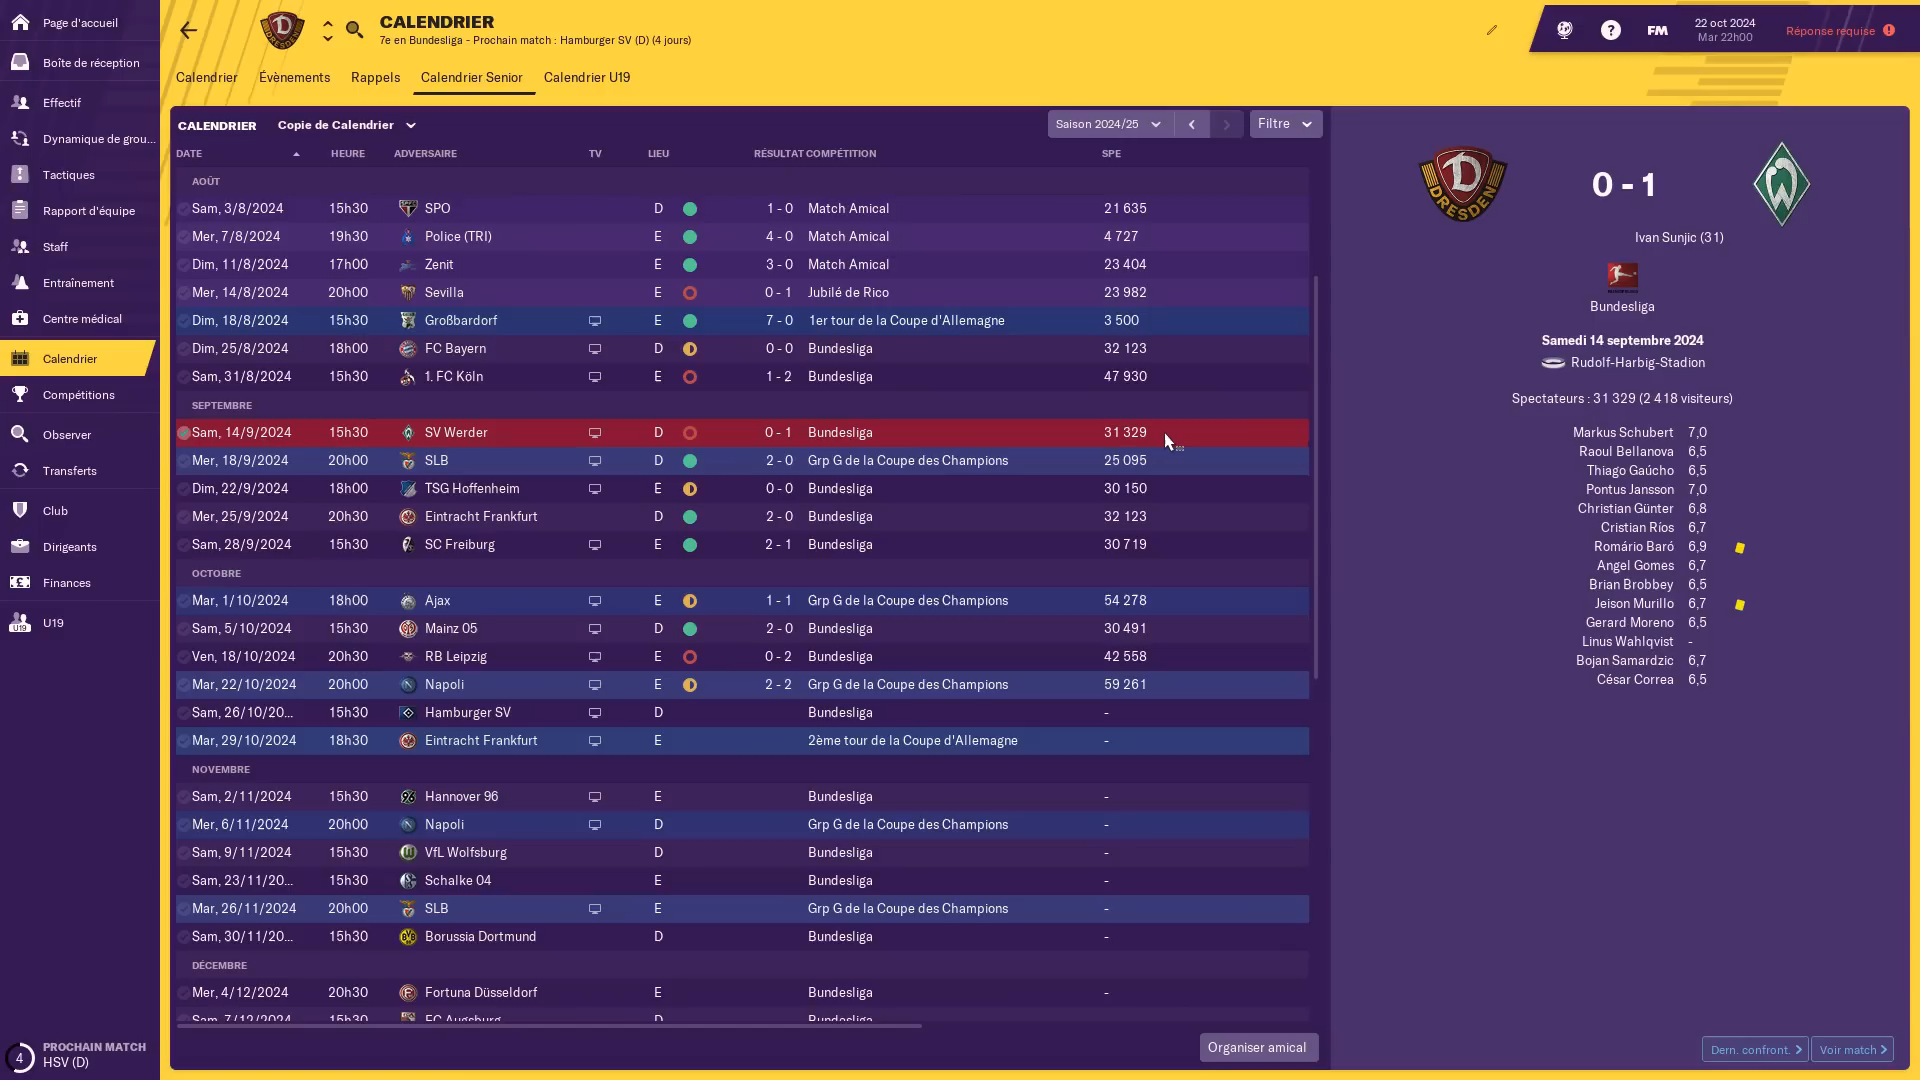 Page d'accueil
Boîte de réception
Effectif
Dynamique de grou...
Tactiques
Rapport d'équipe
Staff
Entraînement
Centre médical
Calendrier
Compétitions
Observer
Transferts
Club
Dirigeants
Finances
U19
U19
4
PROCHAIN MATCH
HSV (D)
CALENDRIER
7e en Bundesliga - Prochain match : Hamburger SV (D) (4 jours)
FM
22 oct 2024
Mar 22h00
Réponse requise
Calendrier Évènements Rappels Calendrier Senior Calendrier U19
CALENDRIER Copie de Calendrier Saison 2024/25 Filtre
DATE HEURE ADVERSAIRE TV LIEU RÉSULTAT COMPÉTITION SPE
AOÛT
Sam, 3/8/2024 15h30 SPO D 1 - 0 Match Amical 21 635
Mer, 7/8/2024 19h30 Police (TRI) E 4 - 0 Match Amical 4 727
Dim, 11/8/2024 17h00 Zenit E 3 - 0 Match Amical 23 404
Mer, 14/8/2024 20h00 Sevilla E 0 - 1 Jubilé de Rico 23 982
Dim, 18/8/2024 15h30 Großbardorf E 7 - 0 1er tour de la Coupe d'Allemagne 3 500
Dim, 25/8/2024 18h00 FC Bayern D 0 - 0 Bundesliga 32 123
Sam, 31/8/2024 15h30 1. FC Köln E 1 - 2 Bundesliga 47 930
SEPTEMBRE
Sam, 14/9/2024 15h30 SV Werder D 0 - 1 Bundesliga 31 329
Mer, 18/9/2024 20h00 SLB D 2 - 0 Grp G de la Coupe des Champions 25 095
Dim, 22/9/2024 18h00 TSG Hoffenheim E 0 - 0 Bundesliga 30 150
Mer, 25/9/2024 20h30 Eintracht Frankfurt D 2 - 0 Bundesliga 32 123
Sam, 28/9/2024 15h30 SC Freiburg E 2 - 1 Bundesliga 30 719
OCTOBRE
Mar, 1/10/2024 18h00 Ajax E 1 - 1 Grp G de la Coupe des Champions 54 278
Sam, 5/10/2024 15h30 Mainz 05 D 2 - 0 Bundesliga 30 491
Ven, 18/10/2024 20h30 RB Leipzig E 0 - 2 Bundesliga 42 558
Mar, 22/10/2024 20h00 Napoli E 2 - 2 Grp G de la Coupe des Champions 59 261
Sam, 26/10/20... 15h30 Hamburger SV D Bundesliga -
Mar, 29/10/2024 18h30 Eintracht Frankfurt E 2ème tour de la Coupe d'Allemagne -
NOVEMBRE
Sam, 2/11/2024 15h30 Hannover 96 E Bundesliga -
Mer, 6/11/2024 20h00 Napoli D Grp G de la Coupe des Champions -
Sam, 9/11/2024 15h30 VfL Wolfsburg D Bundesliga -
Sam, 23/11/20... 15h30 Schalke 04 E Bundesliga -
Mar, 26/11/2024 20h00 SLB E Grp G de la Coupe des Champions -
Sam, 30/11/20... 15h30 Borussia Dortmund D Bundesliga -
DÉCEMBRE
Mer, 4/12/2024 20h30 Fortuna Düsseldorf E Bundesliga -
Sam, 7/12/2024 15h30 FC Augsburg D Bundesliga
Organiser amical
DRESDEN
0 - 1
Ivan Sunjic (31)
Bundesliga
Samedi 14 septembre 2024
Rudolf-Harbig-Stadion
Spectateurs : 31 329 (2 418 visiteurs)
Markus Schubert 7,0
Raoul Bellanova 6,5
Thiago Gaúcho 6,5
Pontus Jansson 7,0
Christian Günter 6,8
Cristian Ríos 6,7
Romário Baró 6,9
Angel Gomes 6,7
Brian Brobbey 6,5
Jeison Murillo 6,7
Gerard Moreno 6,5
Linus Wahlqvist -
Bojan Samardzic 6,7
César Correa 6,5
Dern. confront. Voir match